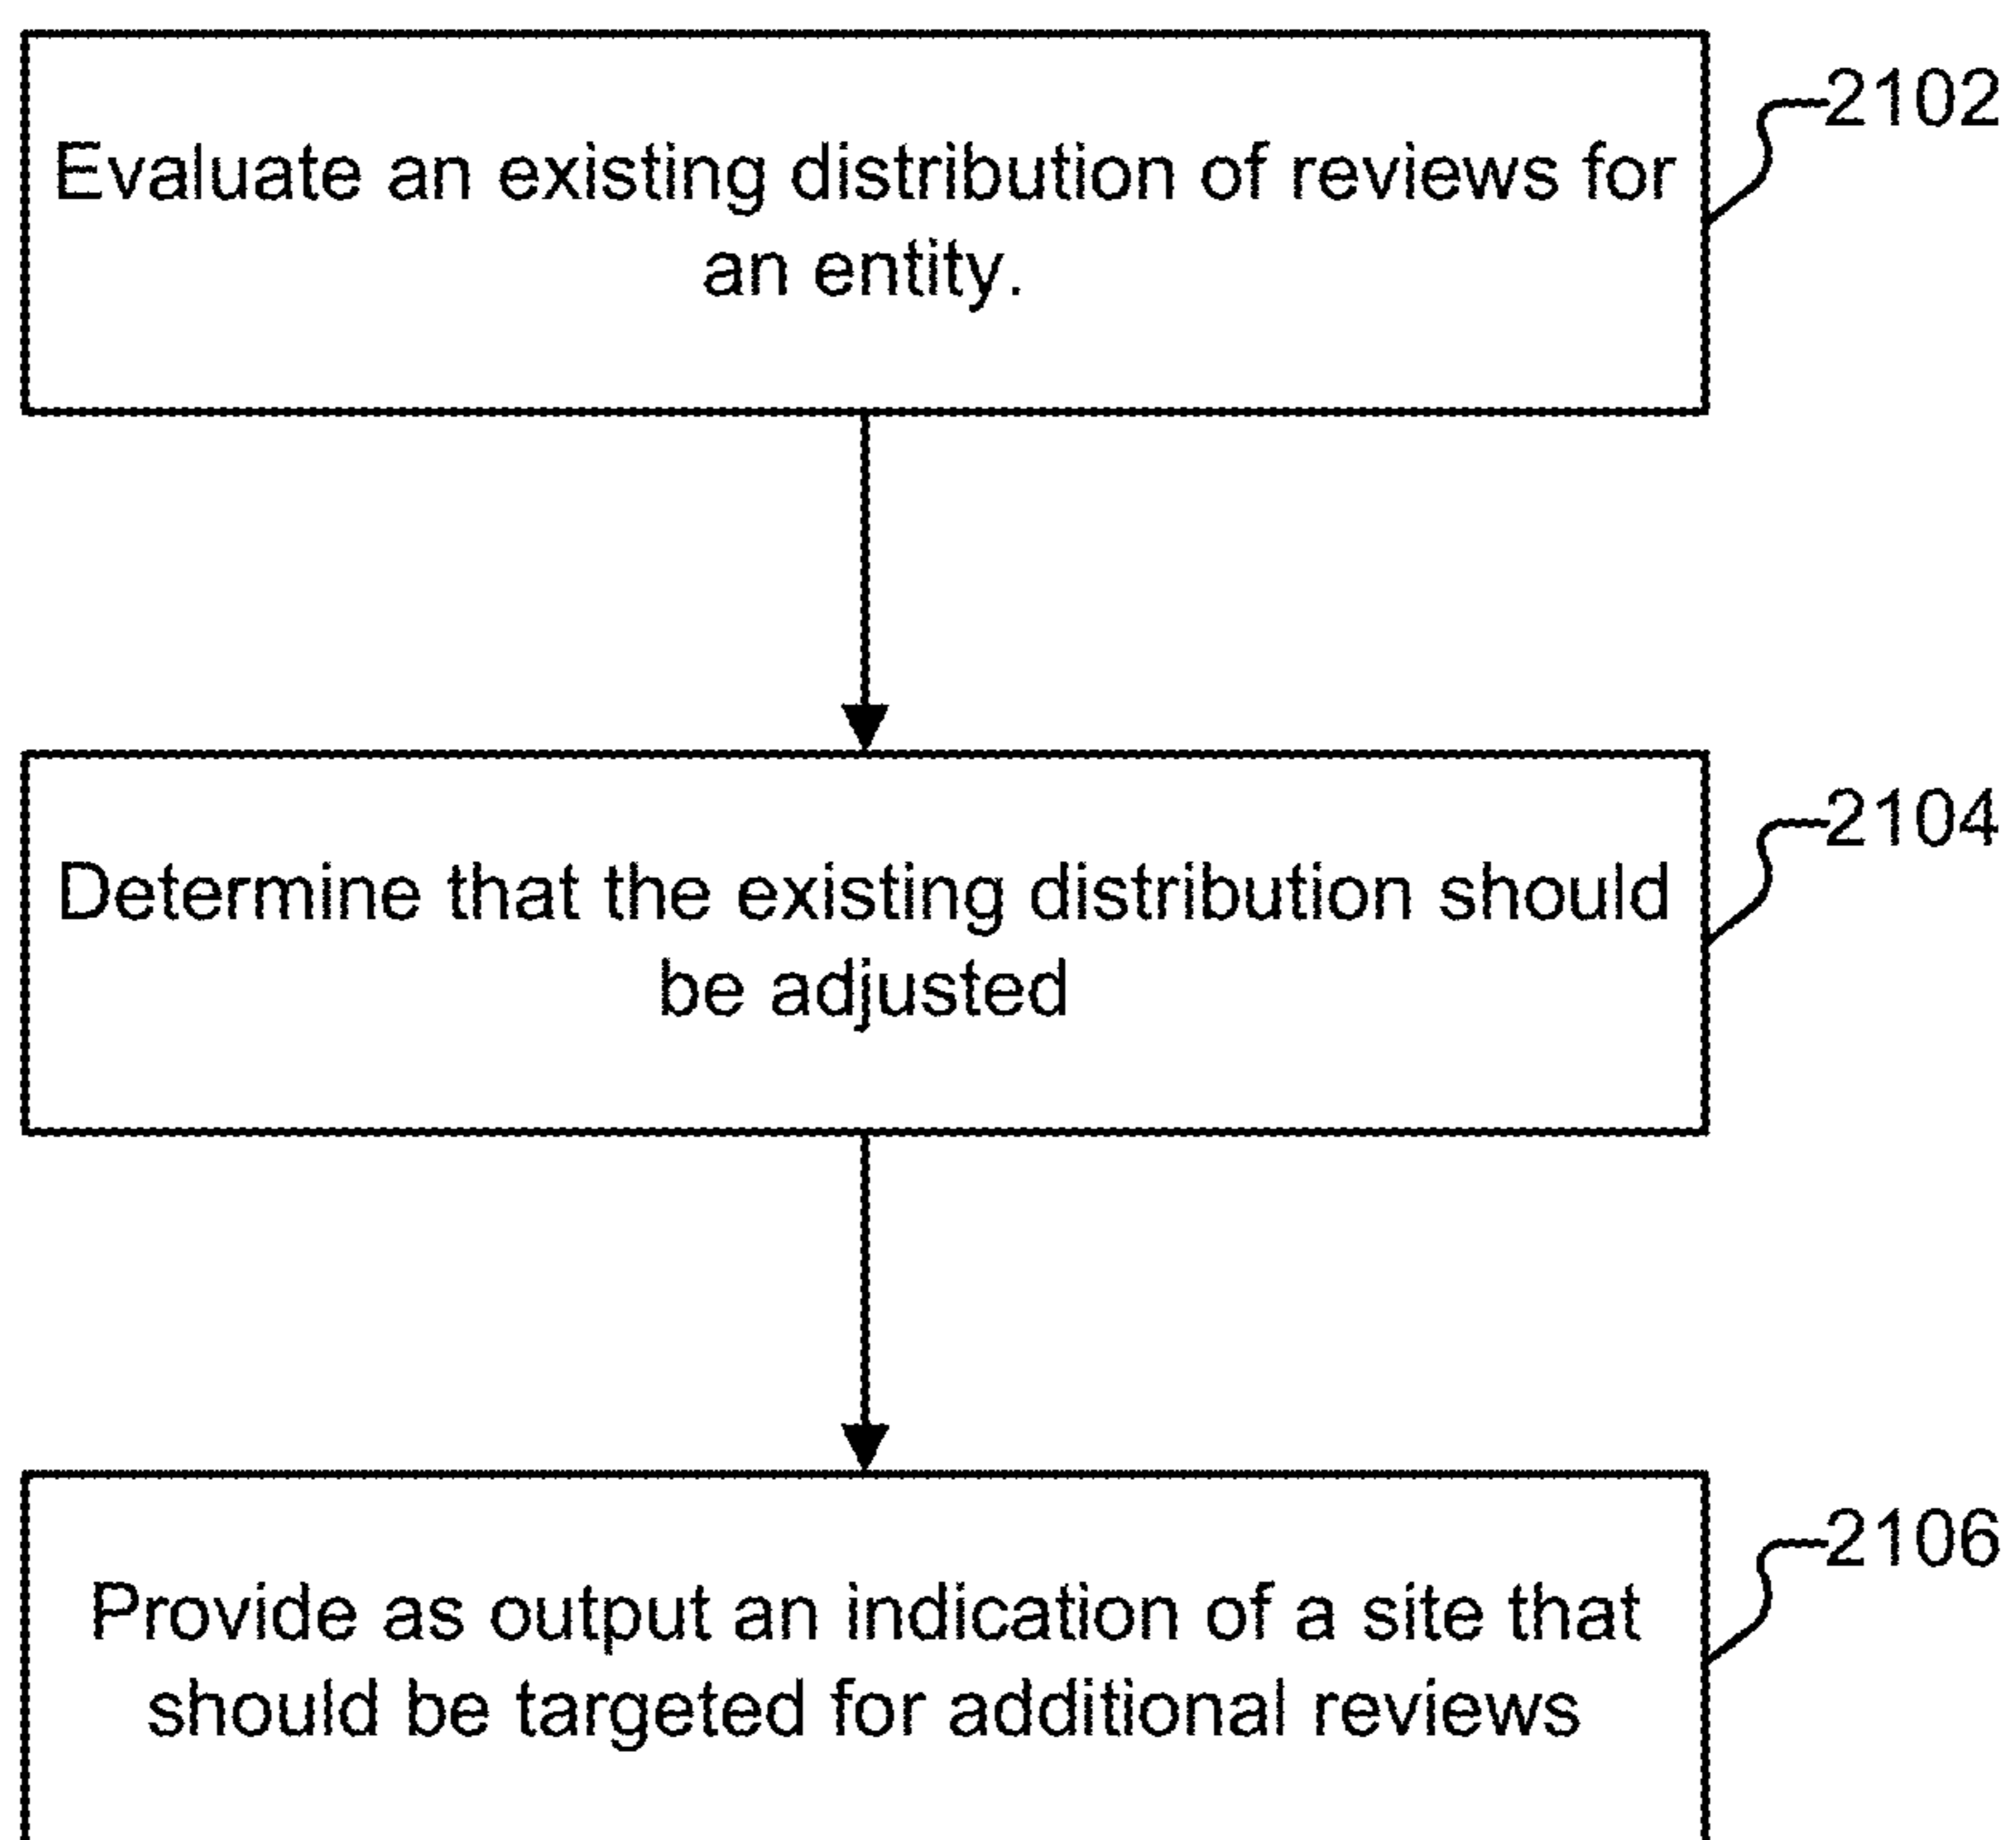 2102
Evaluate an existing distribution of reviews for
an entity.
2104
Determine that the existing distribution should
be adjusted
2106
Provide as output an indication of a site that
should be targeted for additional reviews